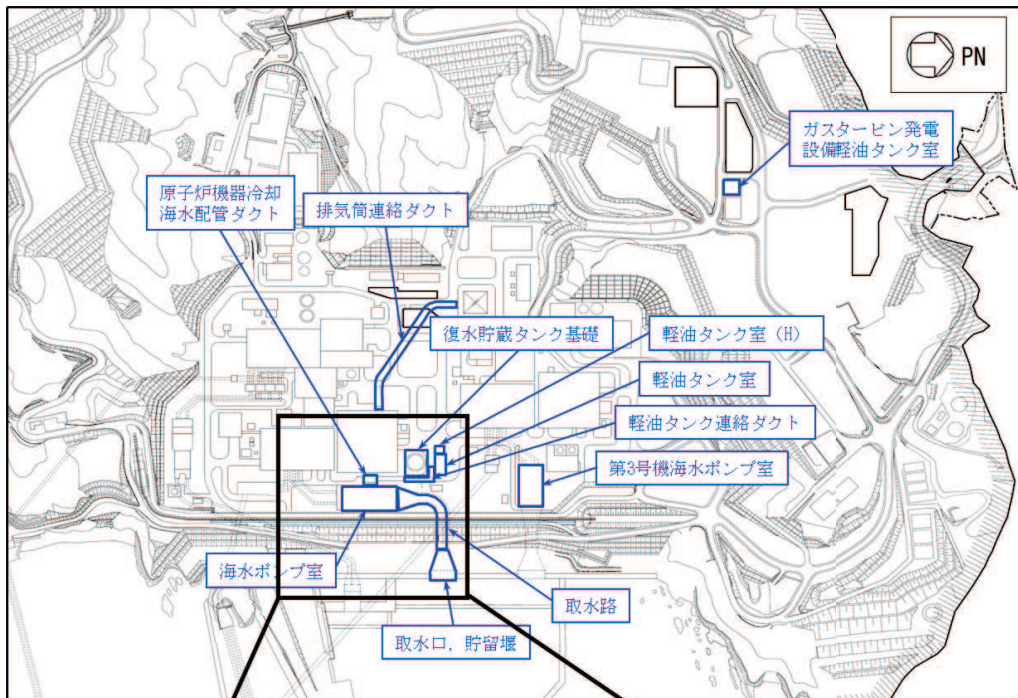 PN
ガスタービン発電
設備軽油タンク室
原子炉機器冷却
海水配管ダクト
排気筒連絡ダクト
復水貯蔵タンク基礎
軽油タンク室（H）
軽油タンク室
軽油タンク連絡ダクト
第3号機海水ポンプ室
海水ポンプ室
取水路
取水口，貯留堰